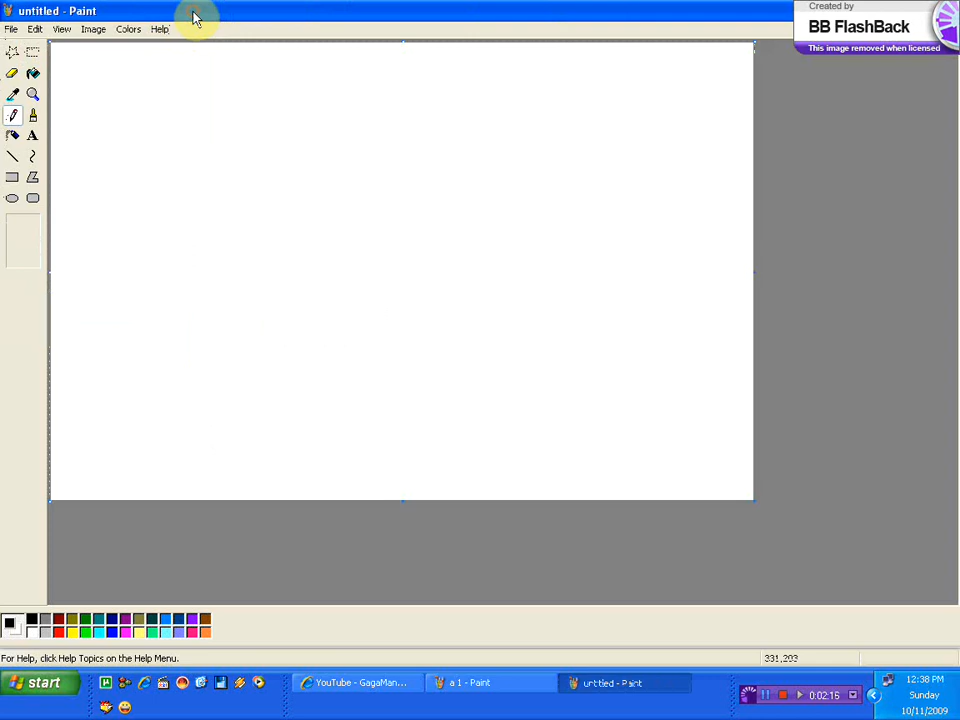 untitled - Paint
Created by
BB FlashBack
This image removed when licensed
File Edit View Image Colors Help
A
For Help, click Help Topics on the Help Menu.
331,203
start
YouTube - GagaMan...
a 1 - Paint
untitled - Paint
0:02:16
12:38 PM
Sunday
10/11/2009